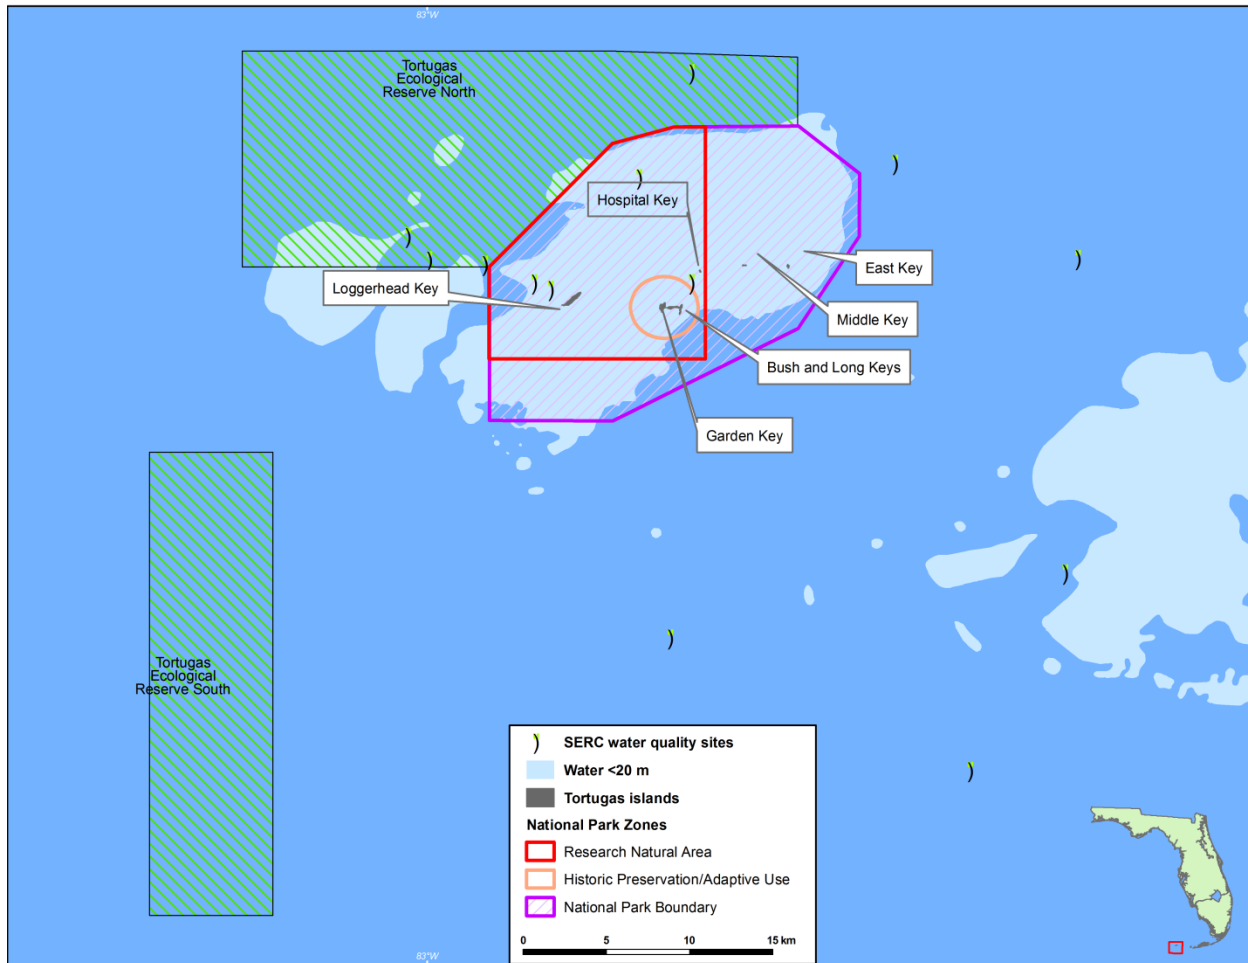 83°W
Tortugas
Ecological
Reserve North
Hospital Key
East Key
Loggerhead Key
Middle Key
Bush and Long Keys
Garden Key
Tortugas
Ecological
Reserve South
SERC water quality sites
Water <20 m
Tortugas islands
National Park Zones
Research Natural Area
Historic Preservation/Adaptive Use
National Park Boundary
0 5 10 15 km
83°W